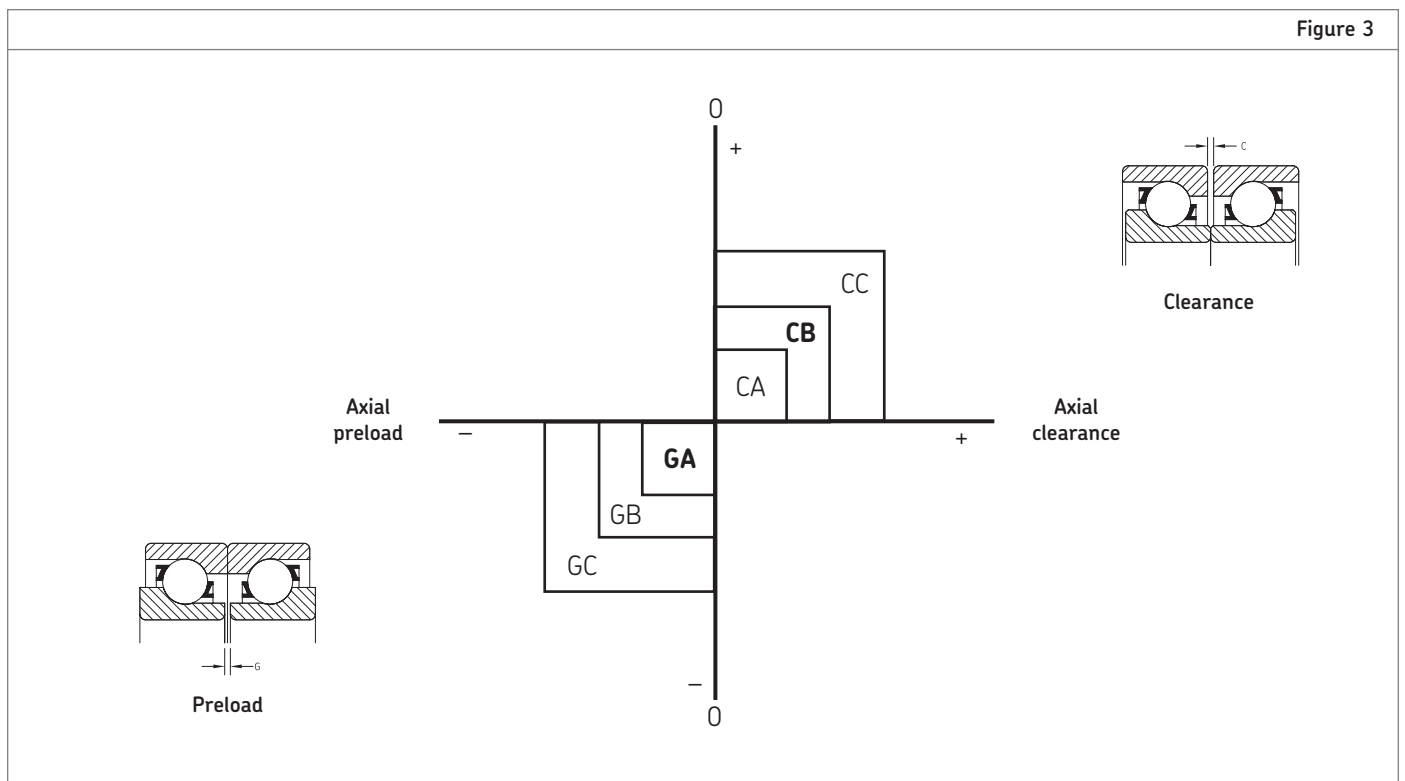 Figure 3
0
+
C
CC
Clearance
CB
CA
Axial
preload
Axial
clearance
–
+
GA
GB
GC
G
Preload
–
0